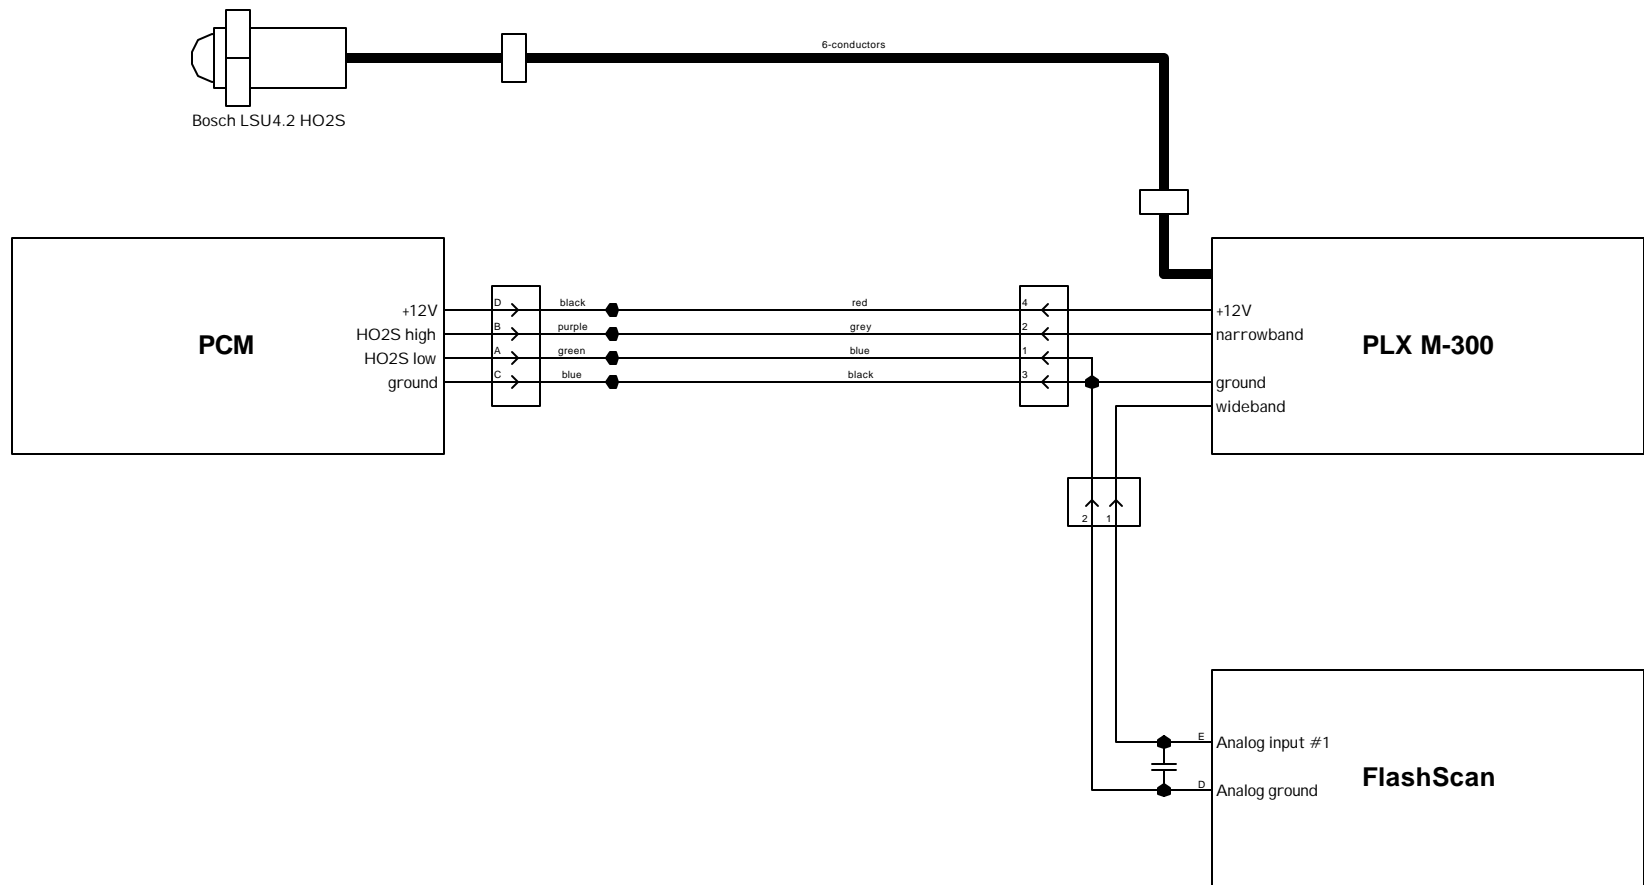 6-conductors
Bosch LSU4.2 HO2S
+12V D black red 4 +12V
HO2S high B purple grey 2 narrowband
PCM PLX M-300
HO2S low A green blue 1
ground C blue black 3 ground
wideband
2 1
E Analog input #1
FlashScan
D Analog ground